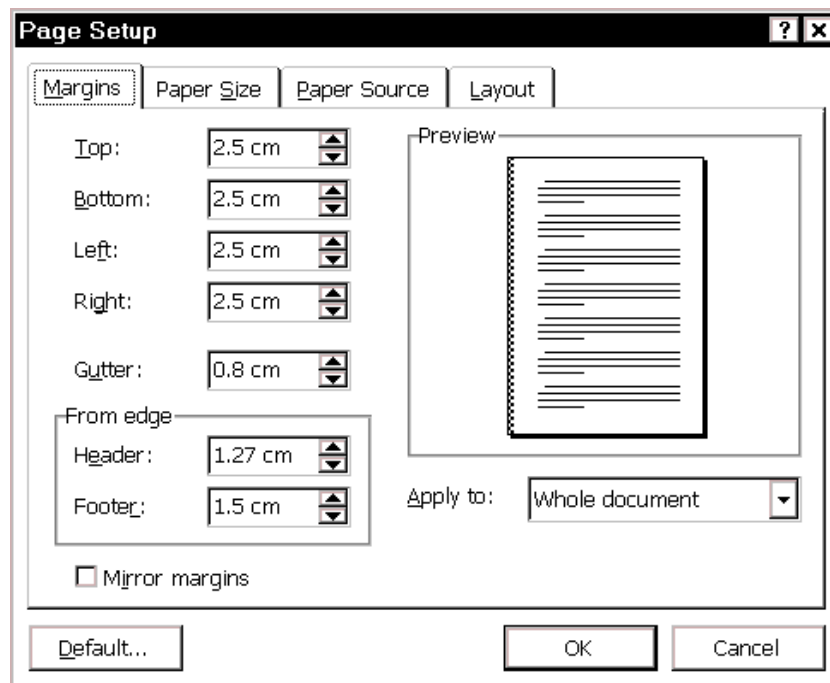 Page Setup
Margins Paper Size Paper Source Layout
Top: 2.5 cm
Bottom: 2.5 cm
Left: 2.5 cm
Right: 2.5 cm
Gutter: 0.8 cm
From edge
Header: 1.27 cm
Footer: 1.5 cm
Mirror margins
Preview
Apply to: Whole document
Default... OK Cancel